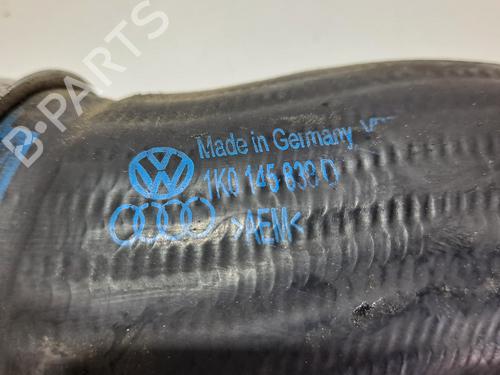 B-PARTS
Made in Germany
1K0 145 838 D
>AEM<